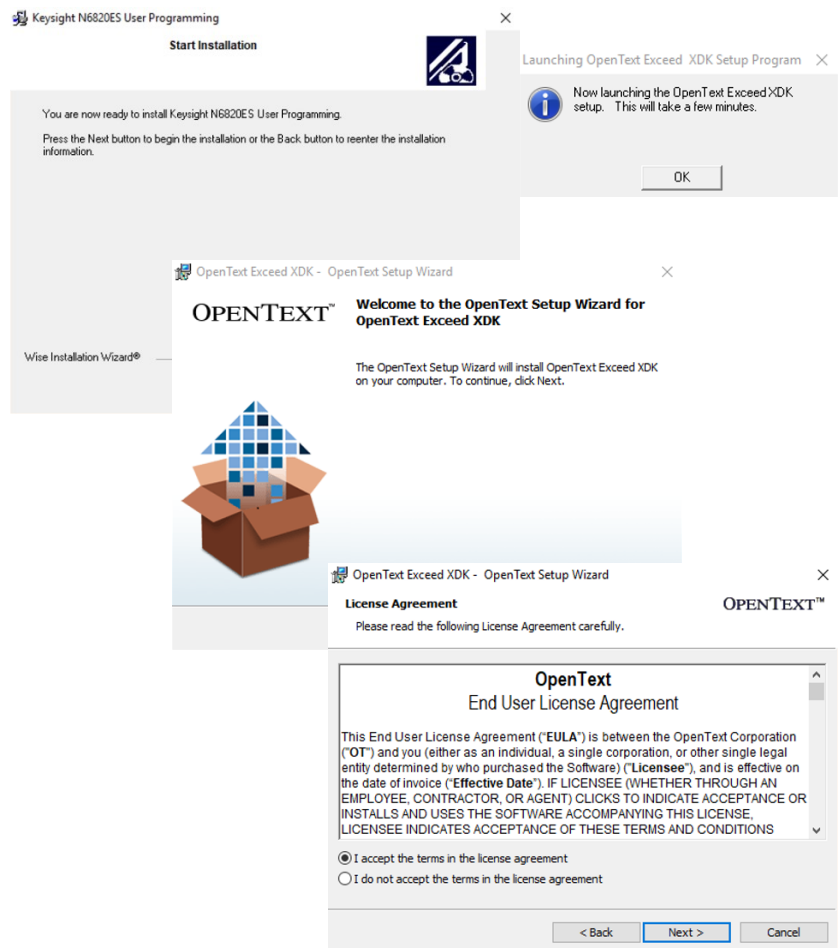 Keysight N6820ES User Programming
Start Installation
You are now ready to install Keysight N6820ES User Programming.
Press the Next button to begin the installation or the Back button to reenter the installation
information.
Wise Installation Wizard®
Launching OpenText Exceed XDK Setup Program
Now launching the OpenText Exceed XDK
setup. This will take a few minutes.
OK
OpenText Exceed XDK - OpenText Setup Wizard
OPENTEXT™
Welcome to the OpenText Setup Wizard for
OpenText Exceed XDK
The OpenText Setup Wizard will install OpenText Exceed XDK
on your computer. To continue, click Next.
OpenText Exceed XDK - OpenText Setup Wizard
License Agreement
OPENTEXT™
Please read the following License Agreement carefully.
OpenText
End User License Agreement
This End User License Agreement ("EULA") is between the OpenText Corporation
("OT") and you (either as an individual, a single corporation, or other single legal
entity determined by who purchased the Software) ("Licensee"), and is effective on
the date of invoice ("Effective Date"). IF LICENSEE (WHETHER THROUGH AN
EMPLOYEE, CONTRACTOR, OR AGENT) CLICKS TO INDICATE ACCEPTANCE OR
INSTALLS AND USES THE SOFTWARE ACCOMPANYING THIS LICENSE,
LICENSEE INDICATES ACCEPTANCE OF THESE TERMS AND CONDITIONS
I accept the terms in the license agreement
I do not accept the terms in the license agreement
< Back
Next >
Cancel